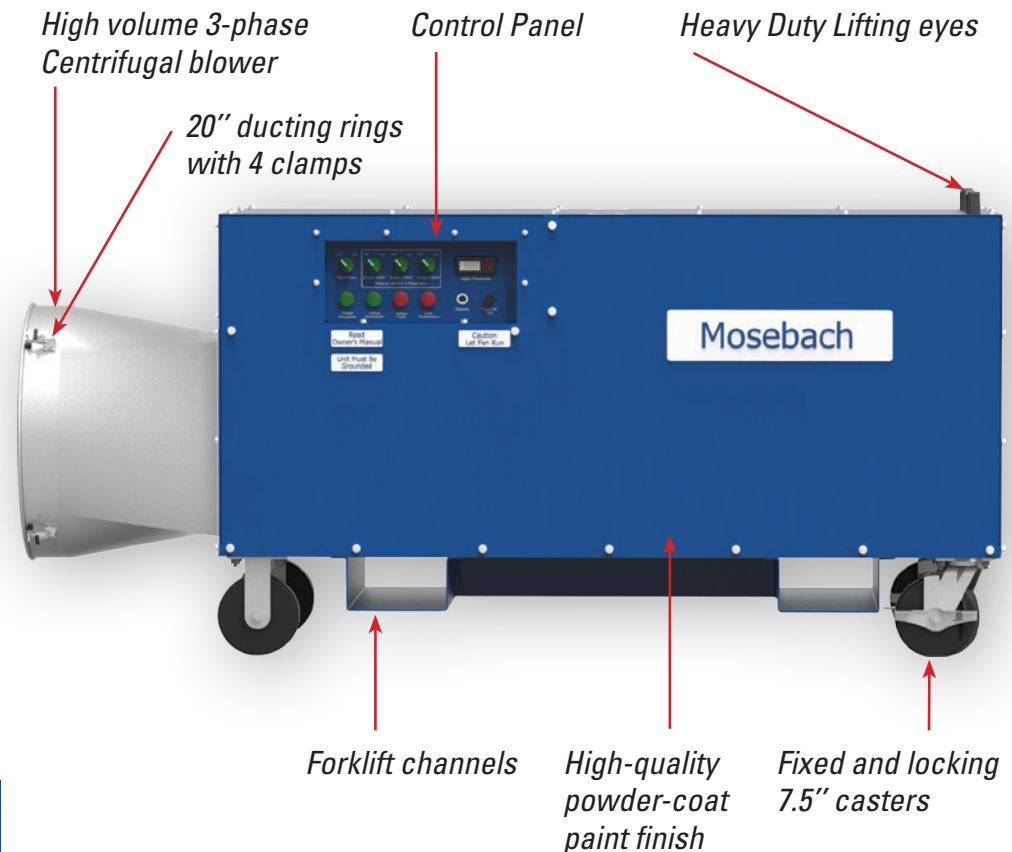 High volume 3-phase
Centrifugal blower
Control Panel
Heavy Duty Lifting eyes
20″ ducting rings
with 4 clamps
Mosebach
Read
Owner's Manual
Caution
Let Fan Run
Unit Must Be
Grounded
Forklift channels
High-quality
powder-coat
paint finish
Fixed and locking
7.5″ casters